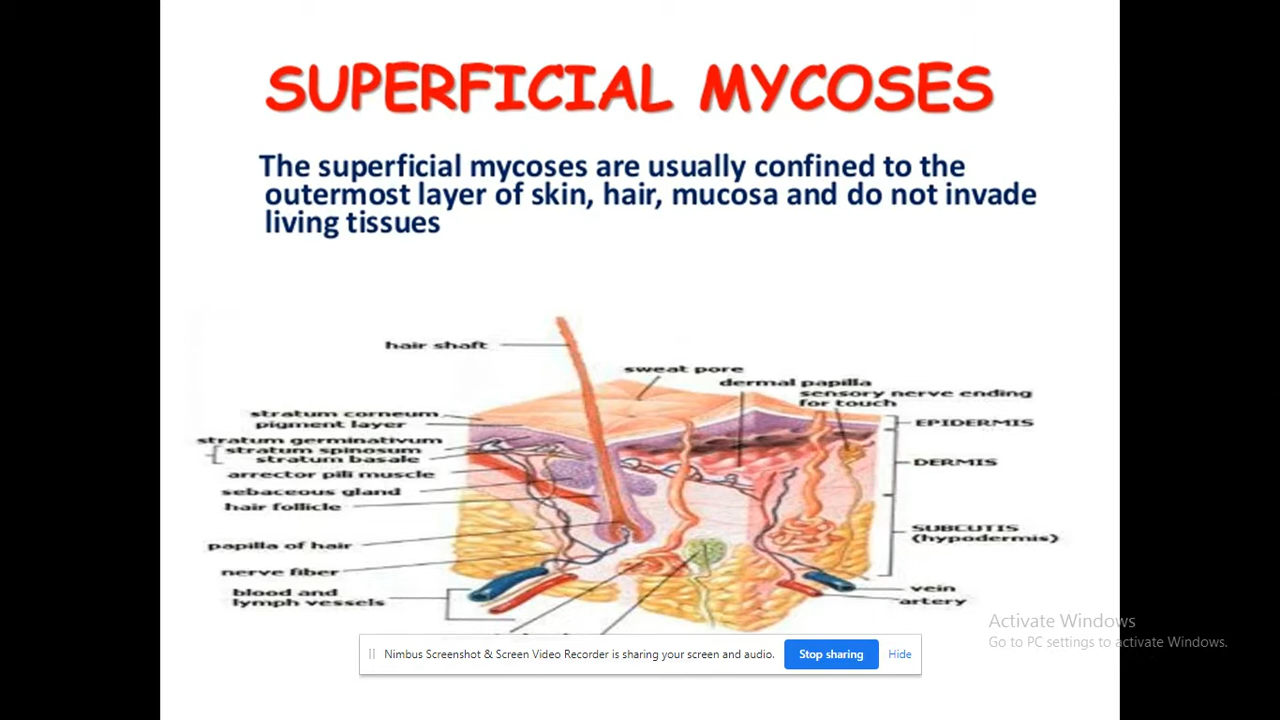 SUPERFICIAL MYCOSES
The superficial mycoses are usually confined to the
outermost layer of skin, hair, mucosa and do not invade
living tissues
hair shaft
sweat pore
dermal papilla
sensory nerve ending
for touch
stratum corneum
pigment layer
stratum germinativum
stratum spinosum
stratum basale
arrector pili muscle
sebaceous gland
hair follicle
papilla of hair
nerve fiber
blood and
lymph vessels
EPIDERMIS
DERMIS
SUBCUTIS
(hypodermis)
vein
artery
Activate Windows
Go to PC settings to activate Windows.
Nimbus Screenshot & Screen Video Recorder is sharing your screen and audio.
Stop sharing
Hide